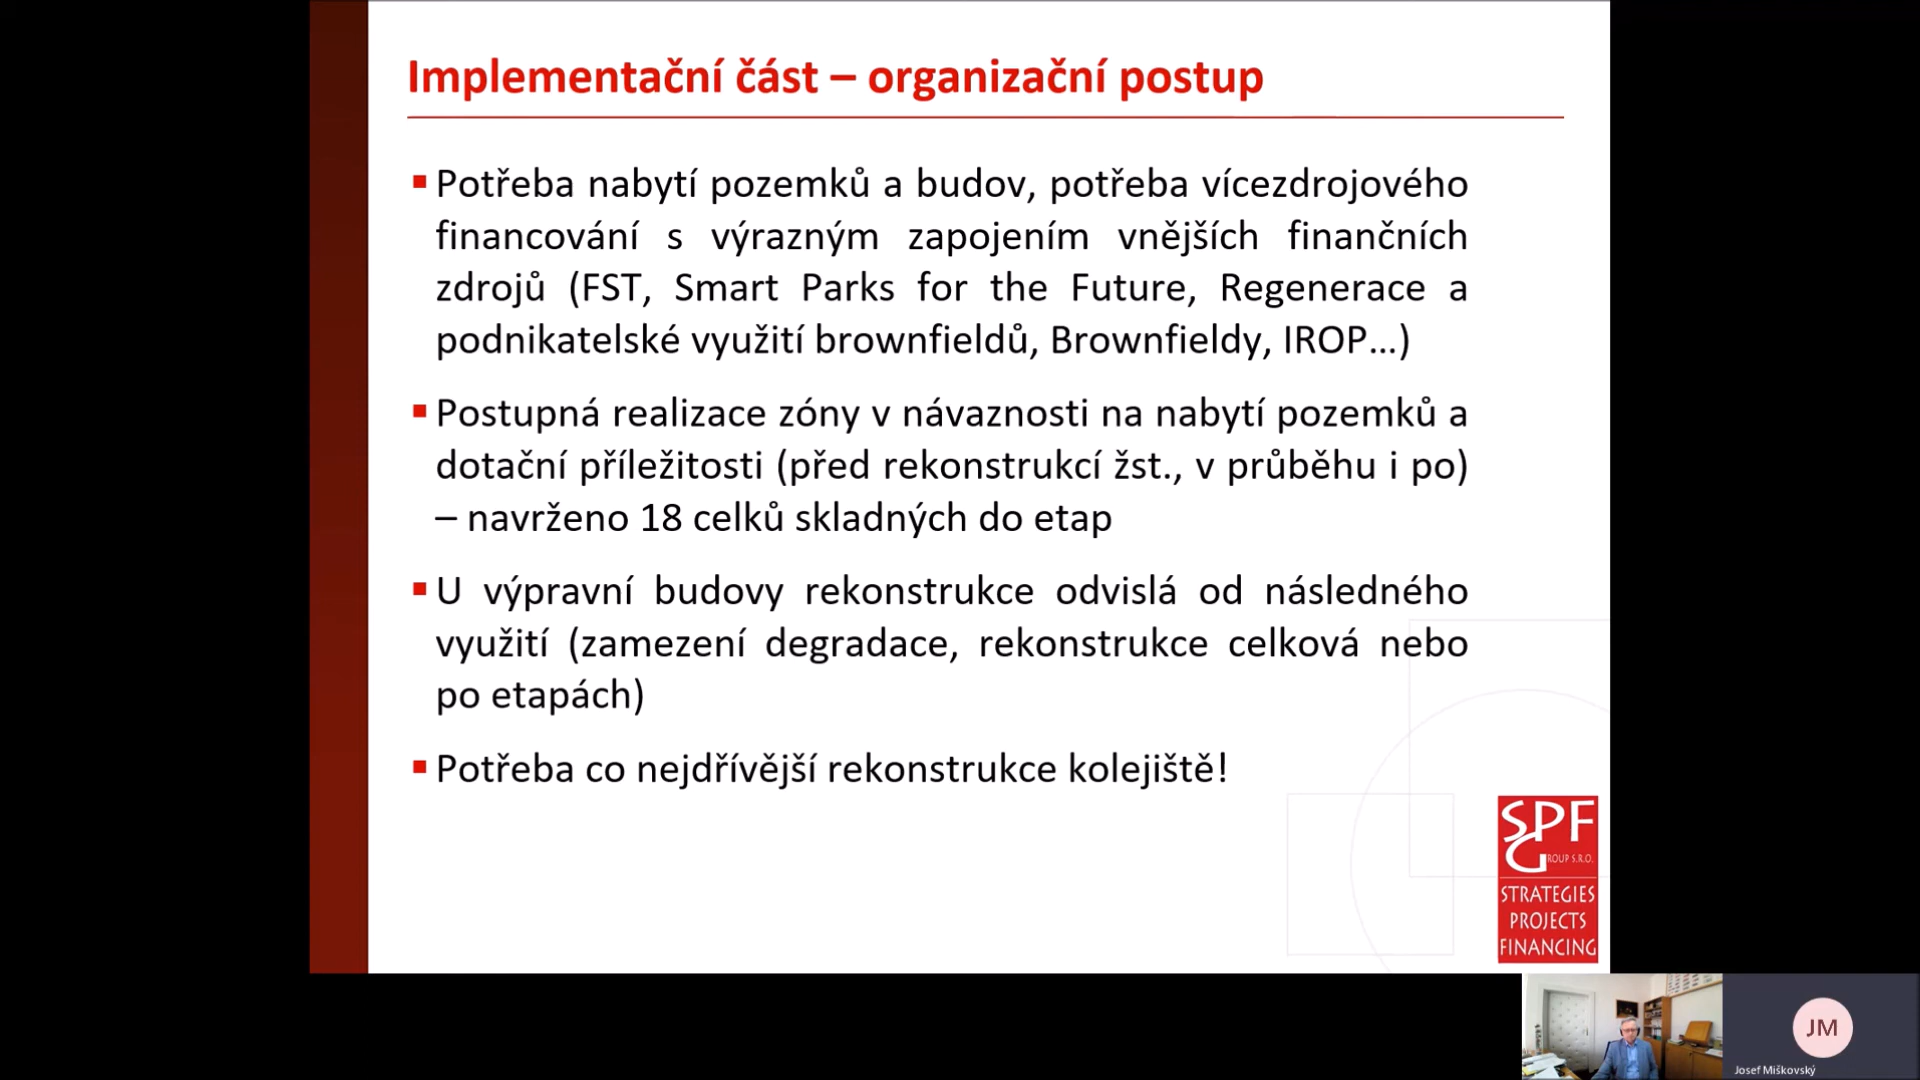 Implementační část – organizační postup
Potřeba nabytí pozemků a budov, potřeba vícezdrojového
financování s výrazným zapojením vnějších finančních
zdrojů (FST, Smart Parks for the Future, Regenerace a
podnikatelské využití brownfieldů, Brownfieldy, IROP...)
Postupná realizace zóny v návaznosti na nabytí pozemků a
dotační příležitosti (před rekonstrukcí žst., v průběhu i po)
– navrženo 18 celků skladných do etap
U výpravní budovy rekonstrukce odvislá od následného
využití (zamezení degradace, rekonstrukce celková nebo
po etapách)
Potřeba co nejdřívější rekonstrukce kolejiště!
SPF
GROUP S.R.O.
STRATEGIES
PROJECTS
FINANCING
JM
Josef Miškovský